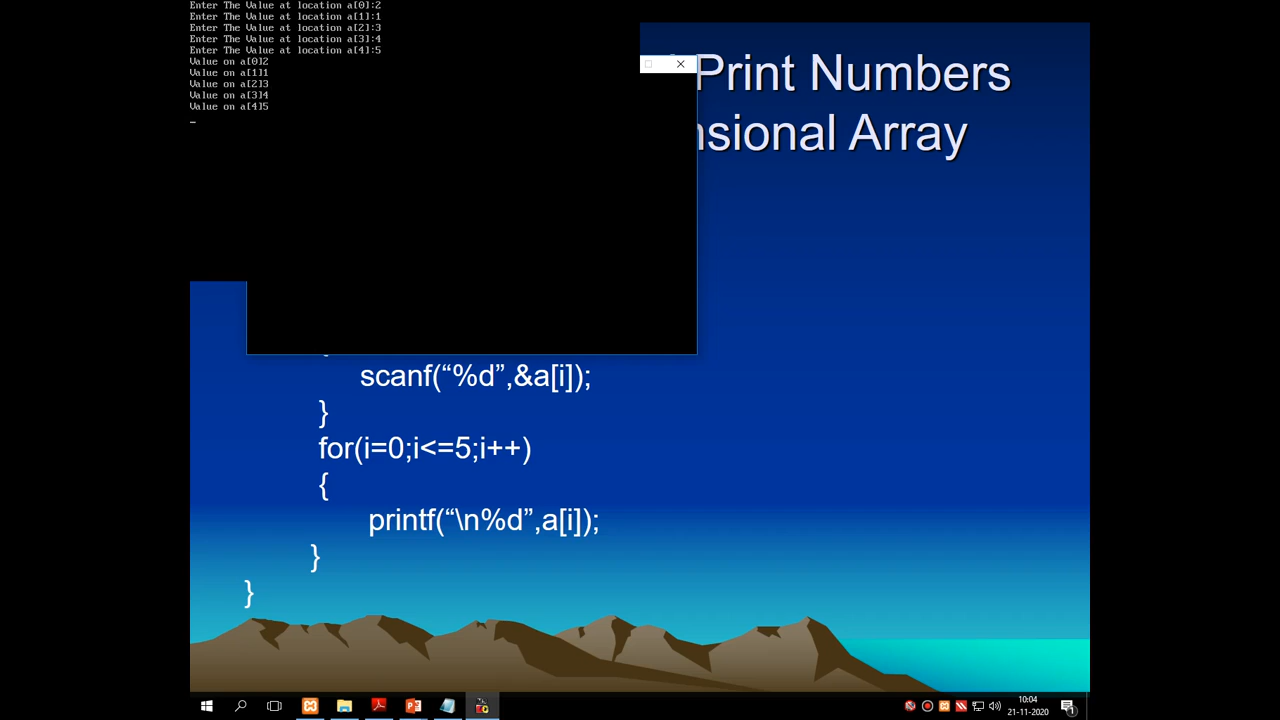 Enter The Value at location a[0]:2
Enter The Value at location a[1]:1
Enter The Value at location a[2]:3
Enter The Value at location a[3]:4
Enter The Value at location a[4]:5
Value on a[0]2
Value on a[1]1
Value on a[2]3
Value on a[3]4
Value on a[4]5
_
Print Numbers
nsional Array
scanf(“%d”,&a[i]);
}
for(i=0;i<=5;i++)
{
printf(“\n%d”,a[i]);
}
}
10:04
21-11-2020
1